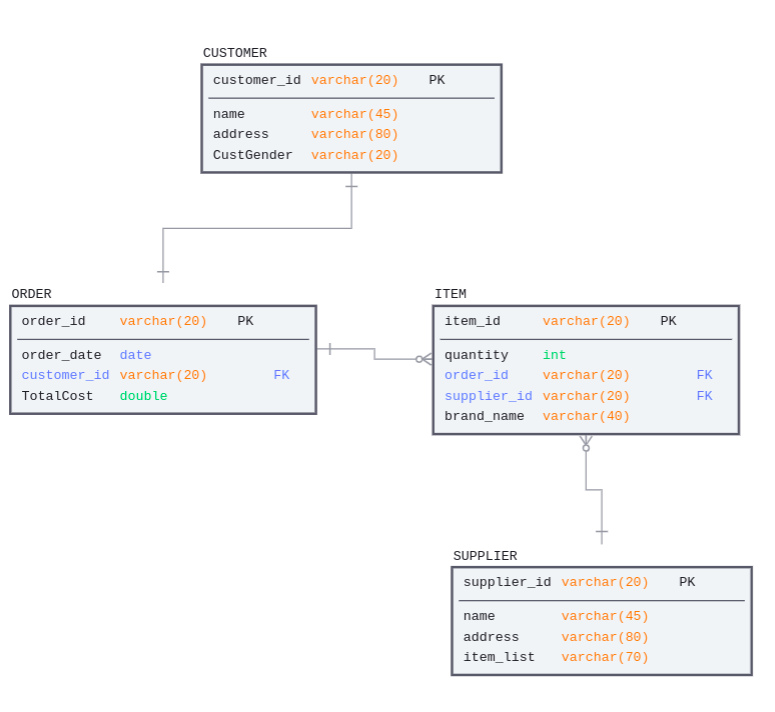 CUSTOMER
customer_id varchar(20) PK
name varchar(45)
address varchar(80)
CustGender varchar(20)
ORDER
order_id varchar(20) PK
order_date date
customer_id varchar(20) FK
TotalCost double
ITEM
item_id varchar(20) PK
quantity int
order_id varchar(20) FK
supplier_id varchar(20) FK
brand_name varchar(40)
SUPPLIER
supplier_id varchar(20) PK
name varchar(45)
address varchar(80)
item_list varchar(70)